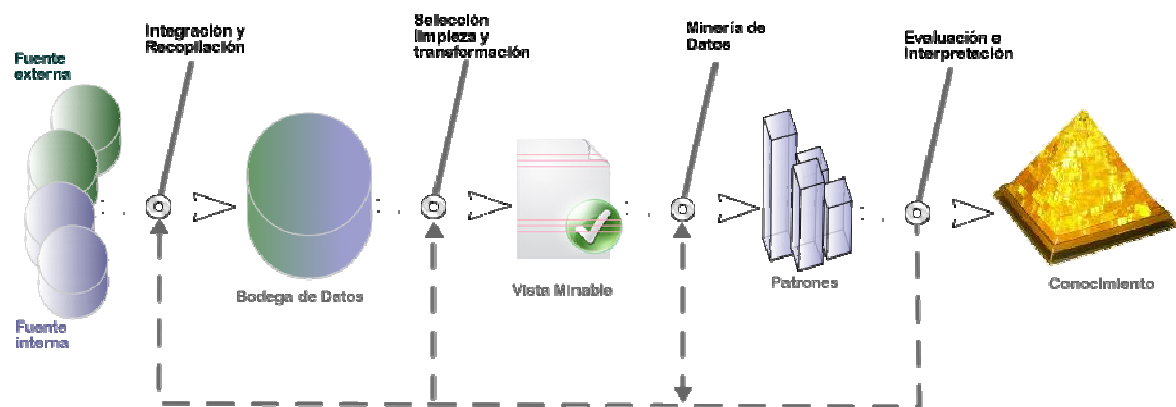 Integración y
Recopilación
Selección
limpieza y
transformación
Minería de
Datos
Evaluación e
Interpretación
Fuente
externa
Bodega de Datos
Vista Minable
Patrones
Conocimiento
Fuente
interna